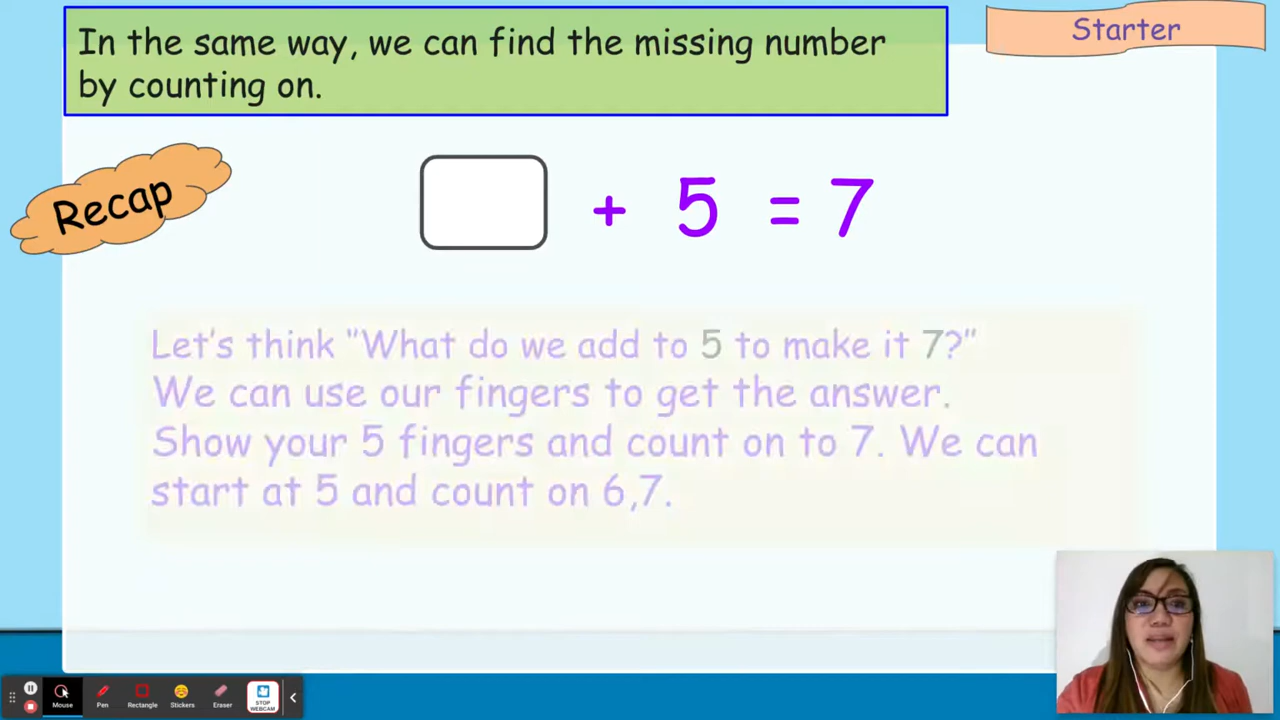 In the same way, we can find the missing number
by counting on.
Starter
Recap
+ 5 = 7
Let's think "What do we add to 5 to make it 7?"
We can use our fingers to get the answer.
Show your 5 fingers and count on to 7. We can
start at 5 and count on 6,7.
Mouse
Pen
Rectangle
Stickers
Eraser
STOP
WEBCAM